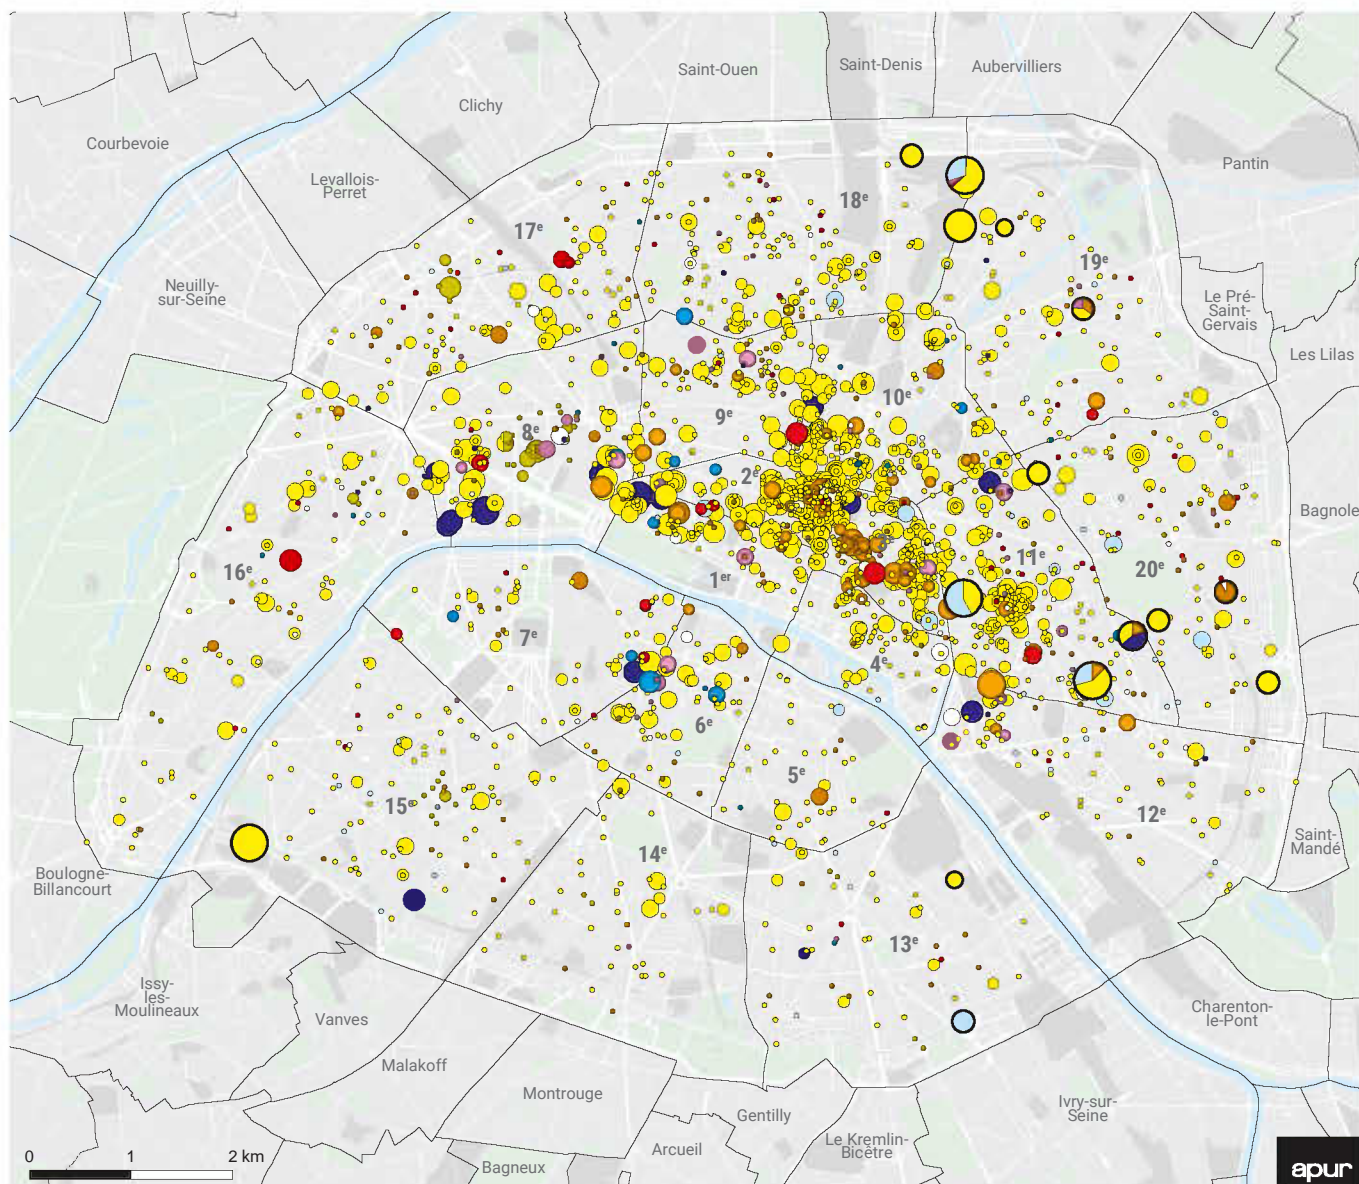 Saint-Ouen
Saint-Denis
Aubervilliers
Clichy
Courbevoie
Pantin
Levallois-
Perret
18e
17e
19e
Neuilly-
sur-Seine
Le Pré-
Saint-
Gervais
Les Lilas
10e
9e
8e
2e
Bagnole
11e
16e
20e
1er
7e
4e
6e
5e
15e
12e
14e
Saint-
Mandé
Boulogne-
Billancourt
13e
Issy-
les-
Moulineaux
Charenton-
le-Pont
Vanves
Malakoff
Montrouge
Gentilly
Ivry-sur-
Seine
Le Kremlin-
Bicêtre
Arcueil
Bagneux
0 1 2 km
apur